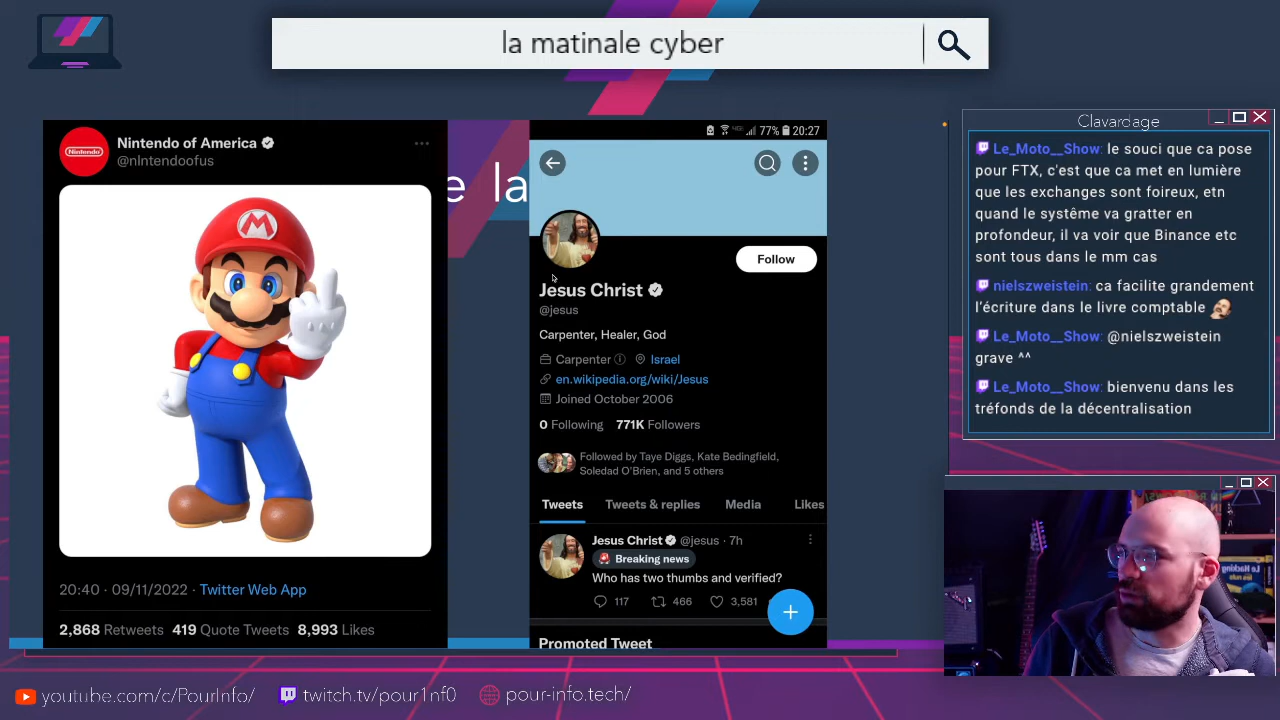 la matinale cyber
Nintendo of America
@nIntendoofus
Nintendo
M
e la
20:40 · 09/11/2022 · Twitter Web App
2,868 Retweets 419 Quote Tweets 8,993 Likes
77% 20:27
Follow
Jesus Christ
@jesus
Carpenter, Healer, God
Carpenter Israel
en.wikipedia.org/wiki/Jesus
Joined October 2006
0 Following 771K Followers
Followed by Taye Diggs, Kate Bedingfield,
Soledad O'Brien, and 5 others
Tweets Tweets & replies Media Likes
Jesus Christ @jesus · 7h
Breaking news
Who has two thumbs and verified?
117 466 3,581
Promoted Tweet
Clavardage
Le_Moto__Show: le souci que ca pose
pour FTX, c'est que ca met en lumière
que les exchanges sont foireux, etn
quand le systême va gratter en
profondeur, il va voir que Binance etc
sont tous dans le mm cas
nielszweistein: ca facilite grandement
l'écriture dans le livre comptable
Le_Moto__Show: @nielszweistein
grave ^^
Le_Moto__Show: bienvenu dans les
tréfonds de la décentralisation
youtube.com/c/PourInfo/ twitch.tv/pour1nf0 pour-info.tech/